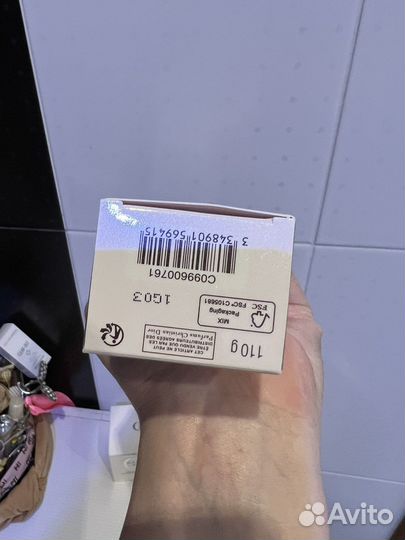 110g
CET ARTICLE NE PEUT
ÊTRE VENDU QUE PAR LES
DISTRIBUTEURS AGRÉÉS DES
Parfums Christian Dior
MIX
Packaging
FSC
FSC® C105661
1G03
C099600761
3 348901 569415
Avito